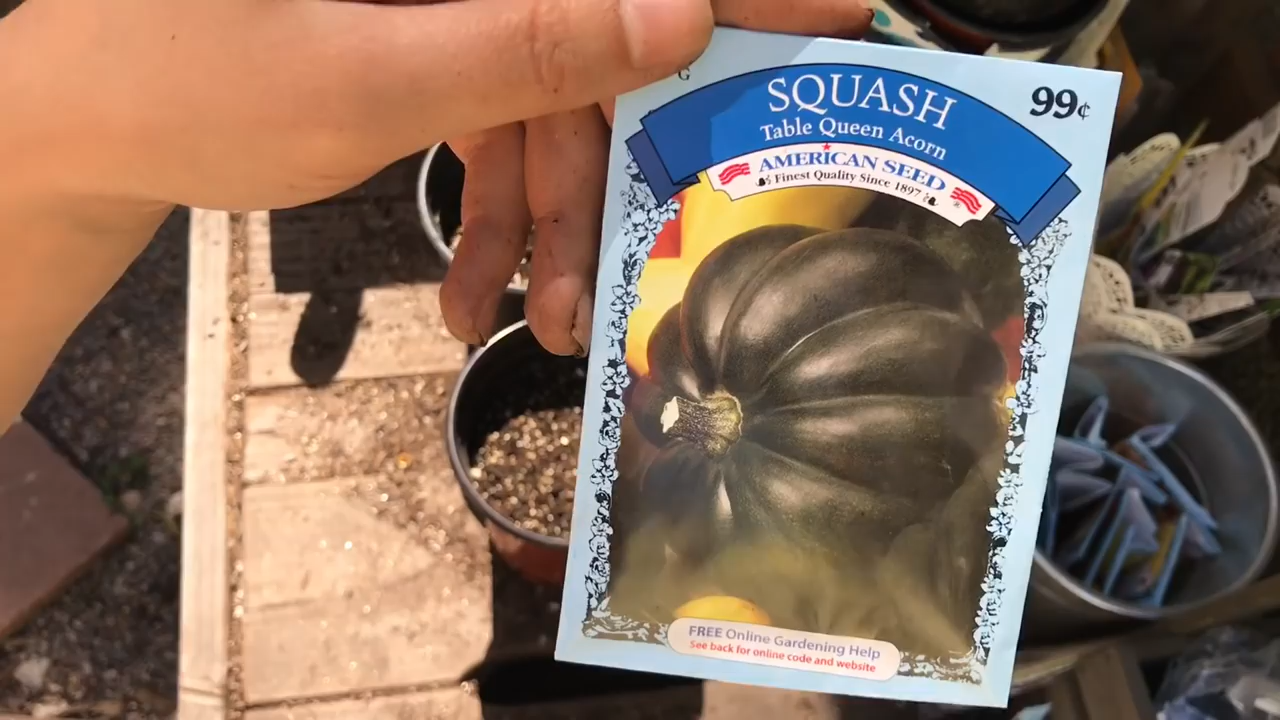 G
SQUASH
99¢
Table Queen Acorn
AMERICAN SEED
Finest Quality Since 1897
FREE Online Gardening Help
See back for online code and website